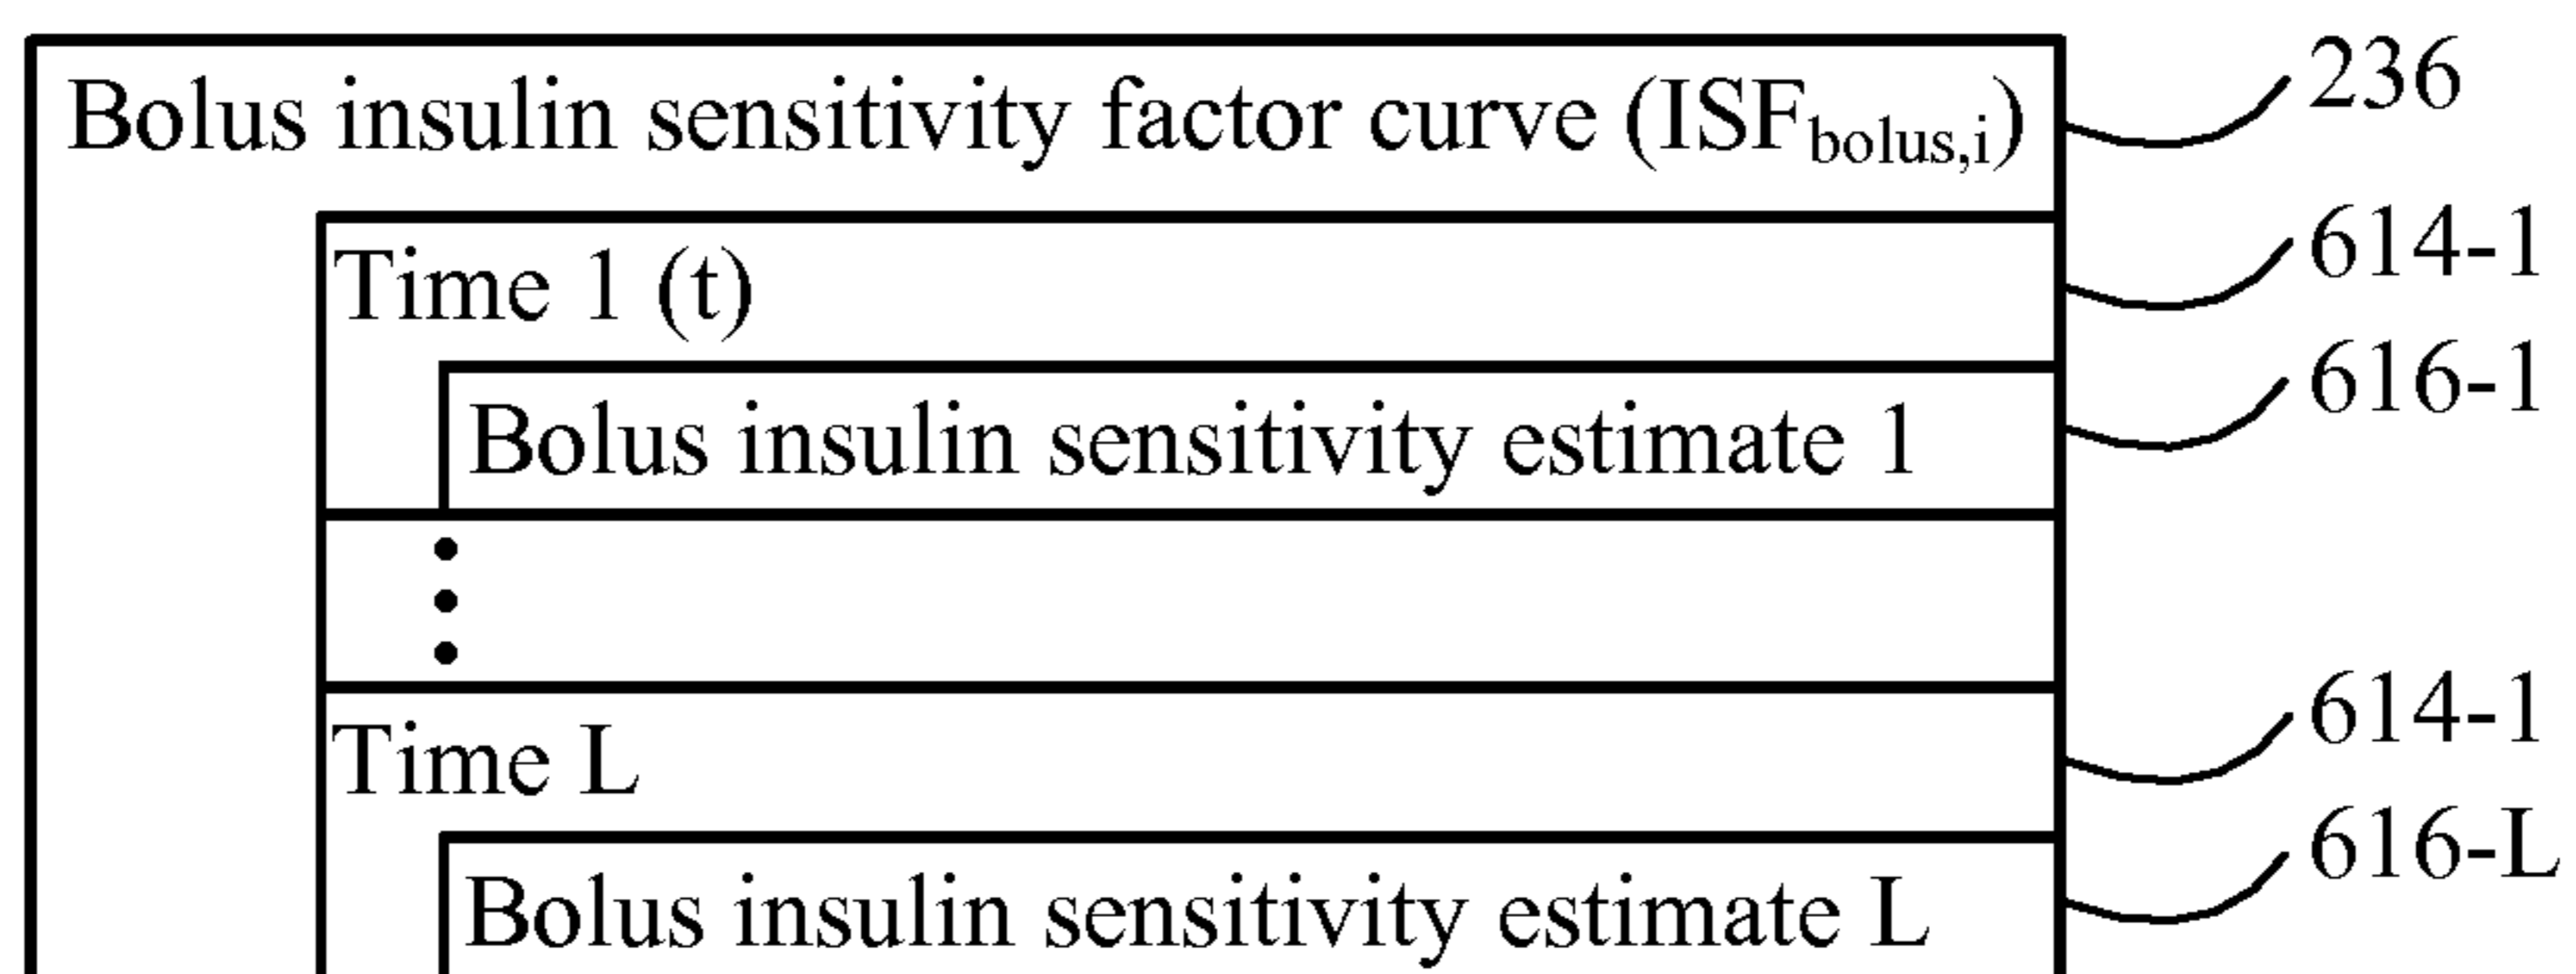 Bolus insulin sensitivity factor curve (ISFbolus,i) 236
Time 1 (t) 614-1
Bolus insulin sensitivity estimate 1 616-1
Time L 614-1
Bolus insulin sensitivity estimate L 616-L